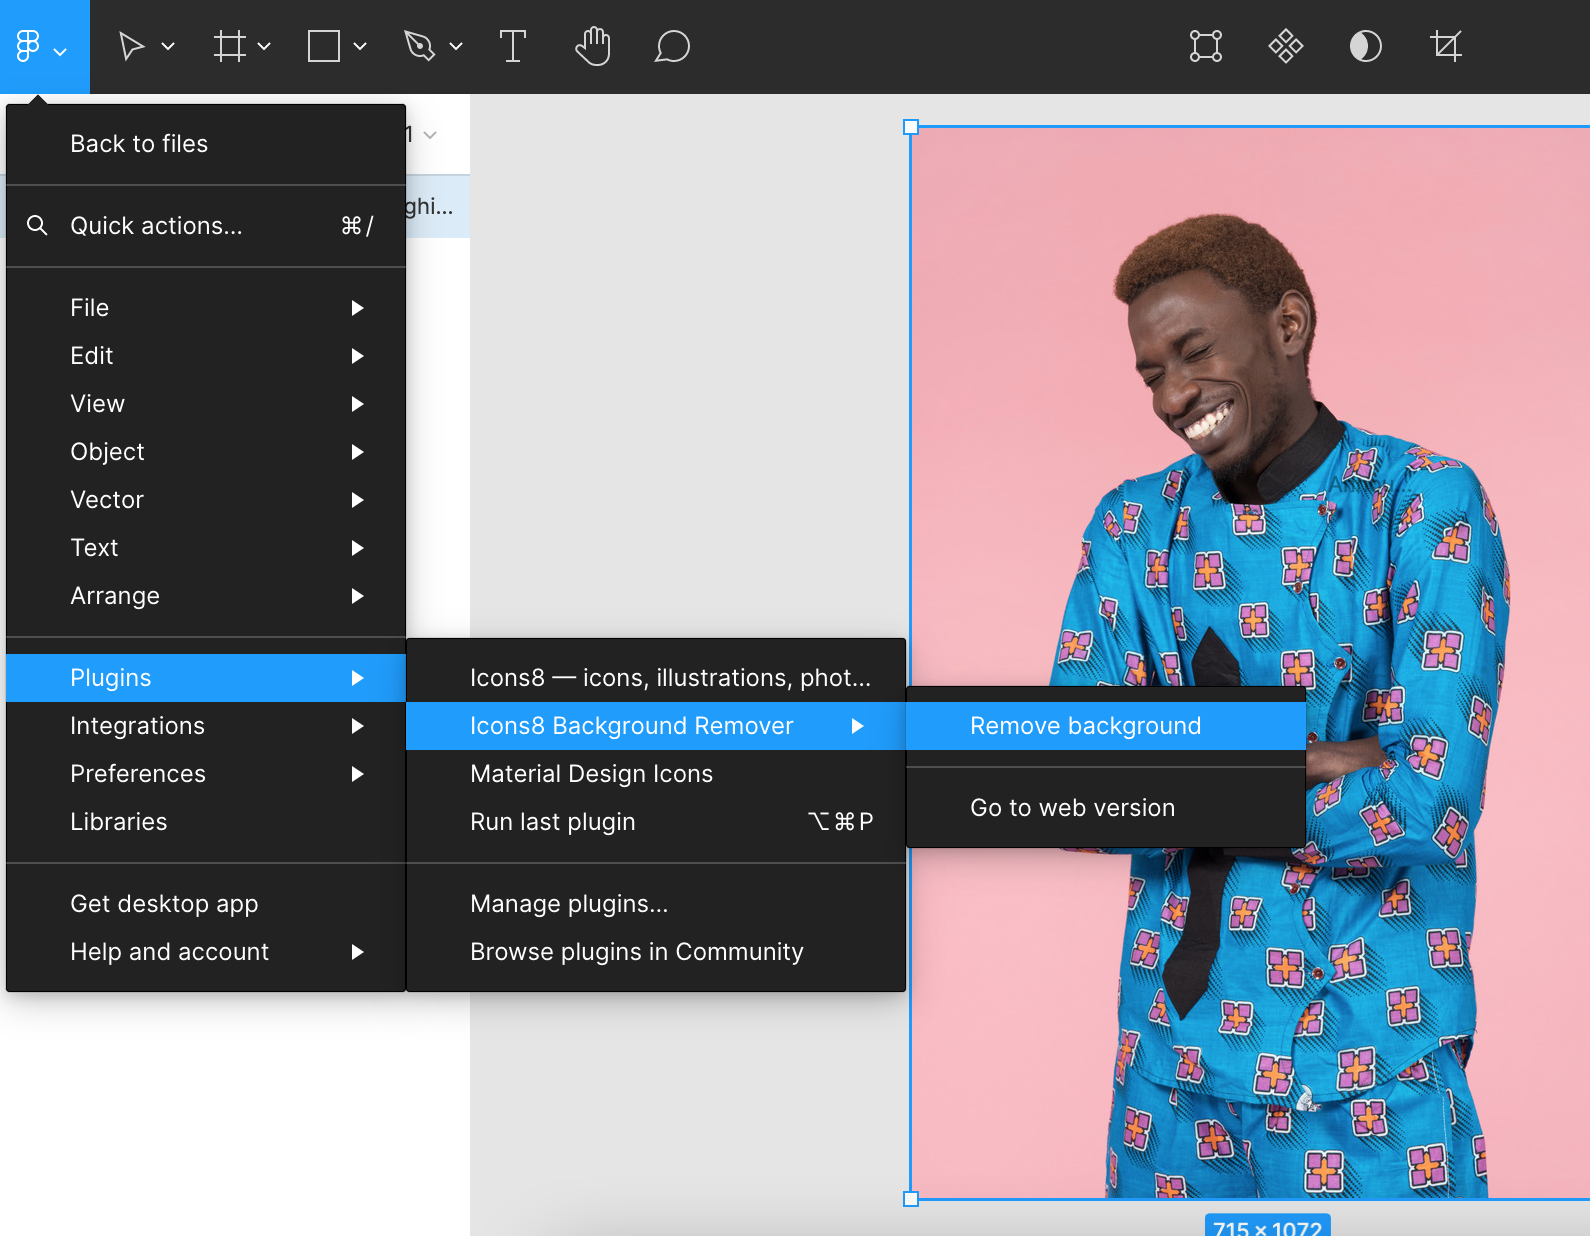 1
Back to files
Quick actions... ⌘/
ghi...
File
Edit
View
Object
Vector
Text
Arrange
Plugins
Integrations
Preferences
Libraries
Get desktop app
Help and account
Icons8 — icons, illustrations, phot...
Icons8 Background Remover
Material Design Icons
Run last plugin ⌥⌘P
Manage plugins...
Browse plugins in Community
Remove background
Go to web version
715 × 1072